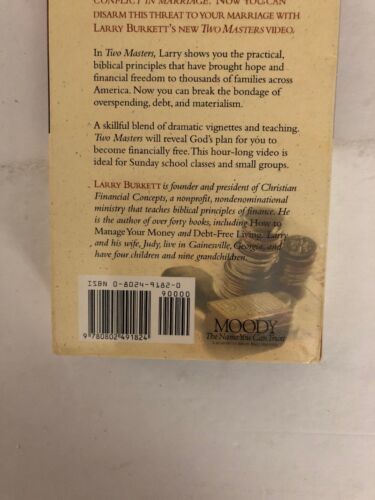 CONFLICT IN MARRIAGE. NOW YOU CAN
DISARM THIS THREAT TO YOUR MARRIAGE WITH
LARRY BURKETT'S NEW TWO MASTERS VIDEO.
In Two Masters, Larry shows you the practical,
biblical principles that have brought hope and
financial freedom to thousands of families across
America. Now you can break the bondage of
overspending, debt, and materialism.
A skillful blend of dramatic vignettes and teaching.
Two Masters will reveal God's plan for you to
become financially free. This hour-long video is
ideal for Sunday school classes and small groups.
LARRY BURKETT is founder and president of Christian
Financial Concepts, a nonprofit, nondenominational
ministry that teaches biblical principles of finance. He
is the author of over forty books, including How to
Manage Your Money and Debt-Free Living. Larry
and his wife, Judy, live in Gainesville, Georgia, and
have four children and nine grandchildren.
ISBN 0-8024-9182-0
90000
9 780802 491824
MOODY
The Name You Can Trust